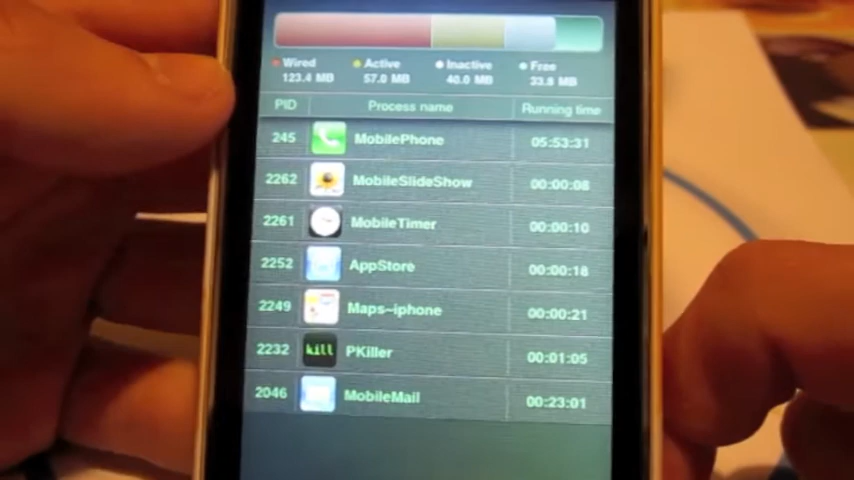 Wired Active Inactive Free
123.4 MB 57.0 MB 40.0 MB 33.8 MB
PID Process name Running time
245 MobilePhone 05:53:31
2262 MobileSlideShow 00:00:08
2261 MobileTimer 00:00:10
2252 AppStore 00:00:18
2249 Maps~iphone 00:00:21
2232 kill PKiller 00:01:05
2046 MobileMail 00:23:01